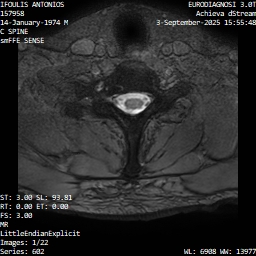 IFOULIS ANTONIOS
157958
14-January-1974 M
C SPINE
smFFE SENSE
EURODIAGNOSI 3.0T
Achieva dStream
3-September-2025 15:55:48
ST: 3.00 SL: 93.81
RT: 0.00 ET: 0.00
FS: 3.00
MR
LittleEndianExplicit
Images: 1/22
Series: 602
WL: 6908 WW: 13977